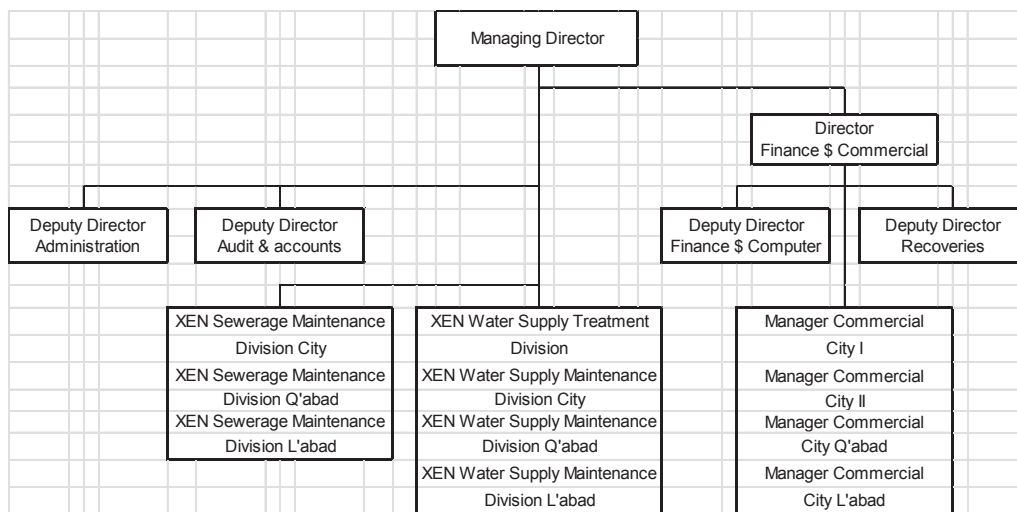 Managing Director
Director
Finance $ Commercial
Deputy Director
Administration
Deputy Director
Audit & accounts
Deputy Director
Finance $ Computer
Deputy Director
Recoveries
XEN Sewerage Maintenance
Division City
XEN Sewerage Maintenance
Division Q'abad
XEN Sewerage Maintenance
Division L'abad
XEN Water Supply Treatment
Division
XEN Water Supply Maintenance
Division City
XEN Water Supply Maintenance
Division Q'abad
XEN Water Supply Maintenance
Division L'abad
Manager Commercial
City I
Manager Commercial
City II
Manager Commercial
City Q'abad
Manager Commercial
City L'abad